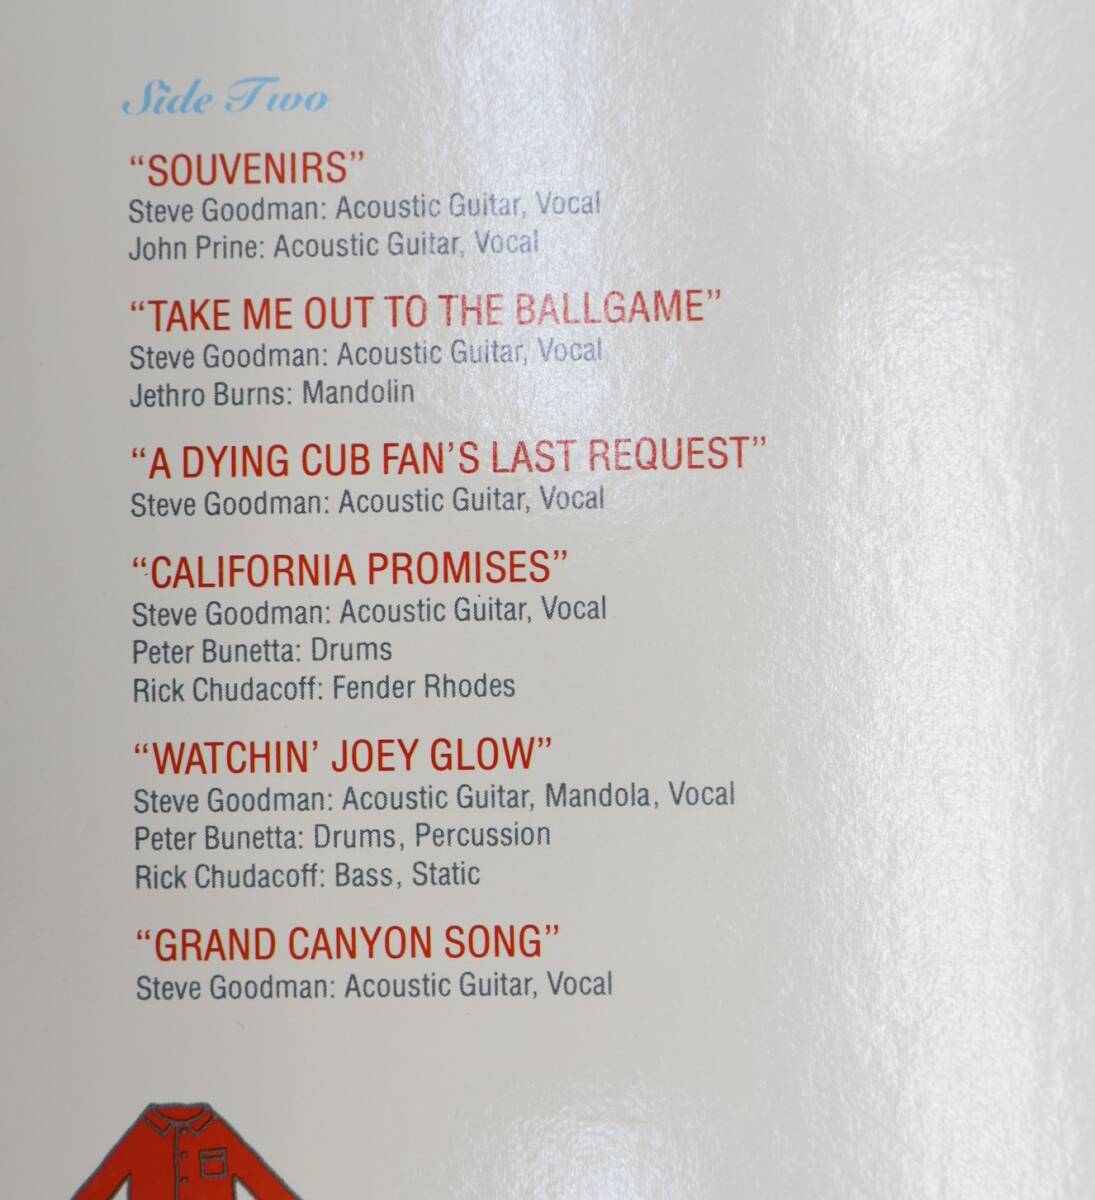 Side Two
“SOUVENIRS”
Steve Goodman: Acoustic Guitar, Vocal
John Prine: Acoustic Guitar, Vocal
“TAKE ME OUT TO THE BALLGAME”
Steve Goodman: Acoustic Guitar, Vocal
Jethro Burns: Mandolin
“A DYING CUB FAN’S LAST REQUEST”
Steve Goodman: Acoustic Guitar, Vocal
“CALIFORNIA PROMISES”
Steve Goodman: Acoustic Guitar, Vocal
Peter Bunetta: Drums
Rick Chudacoff: Fender Rhodes
“WATCHIN’ JOEY GLOW”
Steve Goodman: Acoustic Guitar, Mandola, Vocal
Peter Bunetta: Drums, Percussion
Rick Chudacoff: Bass, Static
“GRAND CANYON SONG”
Steve Goodman: Acoustic Guitar, Vocal